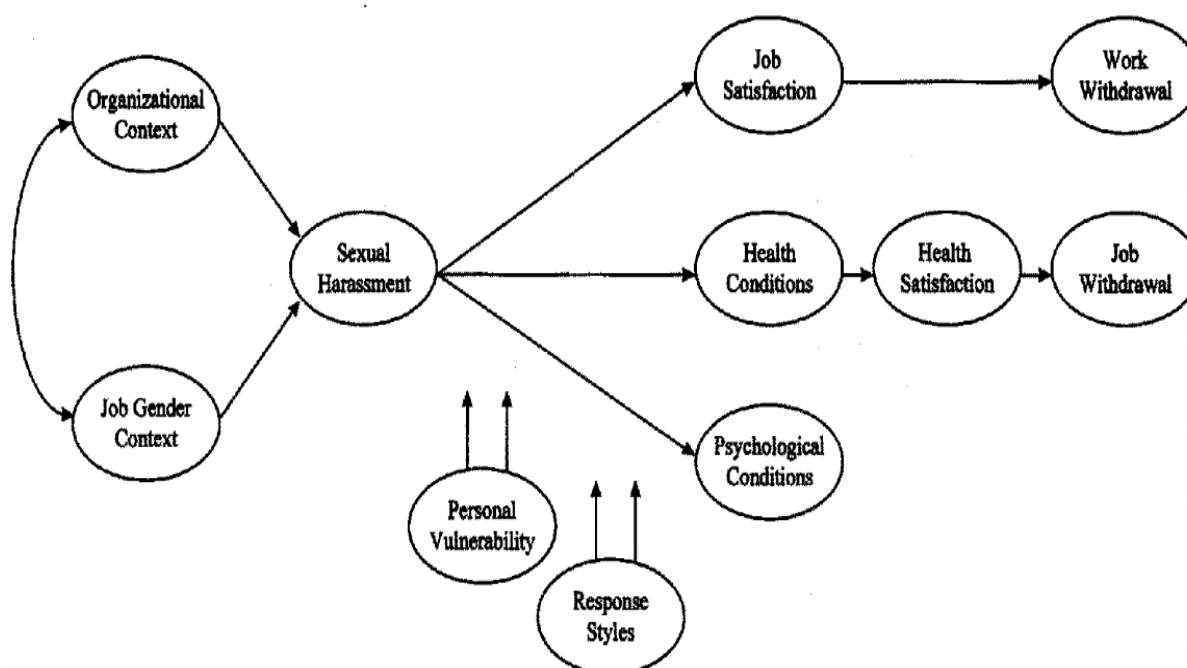 Organizational
Context
Job Gender
Context
Sexual
Harassment
Job
Satisfaction
Work
Withdrawal
Health
Conditions
Health
Satisfaction
Job
Withdrawal
Psychological
Conditions
Personal
Vulnerability
Response
Styles